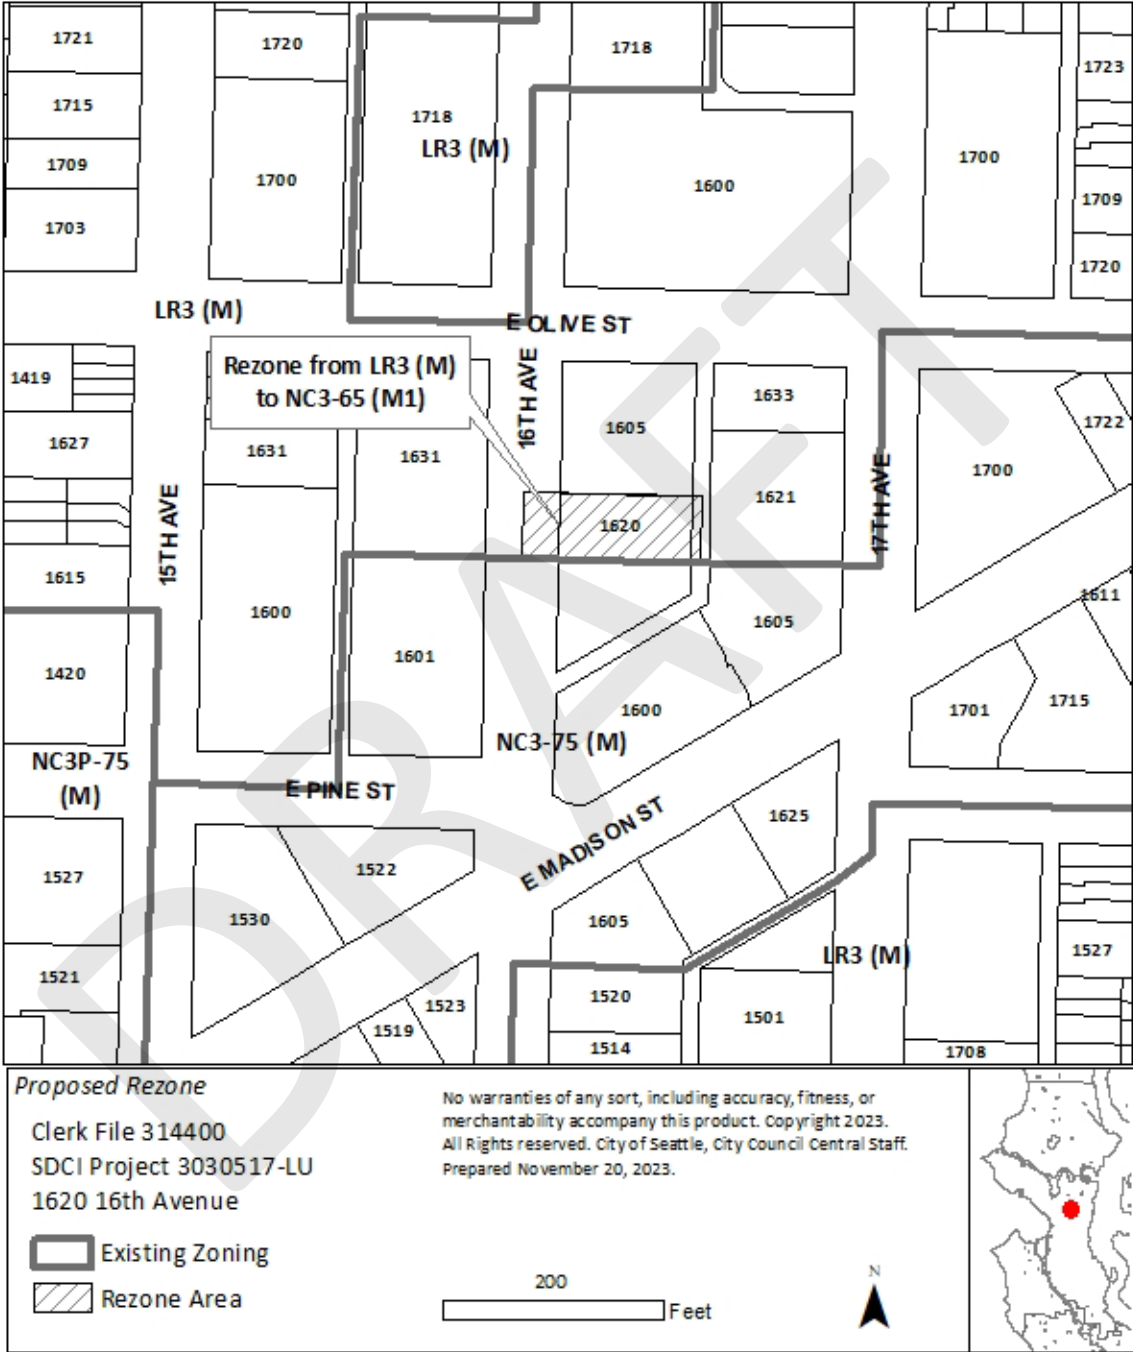 1721
1720
1718
1723
1715
1718
LR3 (M)
1709
1700
1600
1700
1709
1703
1720
LR3 (M)
E OLIVE ST
Rezone from LR3 (M)
to NC3-65 (M1)
16TH AVE
1419
1633
1627
1631
1631
1605
1722
1700
15TH AVE
1620
1621
17TH AVE
1615
1611
1600
1601
1605
1420
1600
1701
1715
NC3P-75
(M)
NC3-75 (M)
E PINE ST
E MADISON ST
1625
1527
1522
1530
1605
LR3 (M)
1527
1521
1523
1520
1519
1501
1514
1708
DRAFT
Proposed Rezone
Clerk File 314400
SDCI Project 3030517-LU
1620 16th Avenue
Existing Zoning
Rezone Area
No warranties of any sort, including accuracy, fitness, or
merchantability accompany this product. Copyright 2023.
All Rights reserved. City of Seattle, City Council Central Staff.
Prepared November 20, 2023.
200
Feet
N